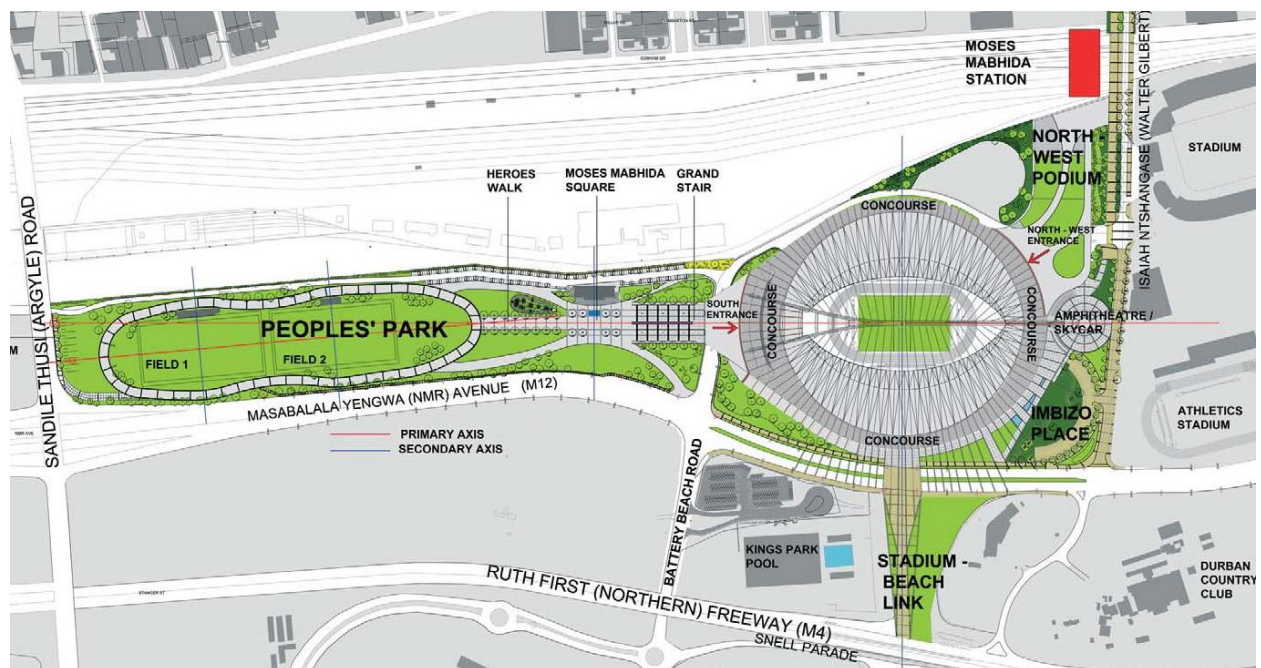 MOSES
MABHIDA
STATION
ISAIAH NTSHANGASE (WALTER GILBERT)
NORTH -
WEST
PODIUM
STADIUM
HEROES
WALK
MOSES MABHIDA
SQUARE
GRAND
STAIR
CONCOURSE
NORTH - WEST
ENTRANCE
SANDILE THUSI (ARGYLE) ROAD
PEOPLES' PARK
FIELD 1
FIELD 2
SOUTH
ENTRANCE
CONCOURSE
CONCOURSE
AMPHITHEATRE /
SKYCAR
MASABALALA YENGWA (NMR) AVENUE (M12)
PRIMARY AXIS
SECONDARY AXIS
CONCOURSE
IMBIZO
PLACE
ATHLETICS
STADIUM
BATTERY BEACH ROAD
KINGS PARK
POOL
STADIUM -
BEACH
LINK
DURBAN
COUNTRY
CLUB
RUTH FIRST (NORTHERN) FREEWAY (M4)
SNELL PARADE